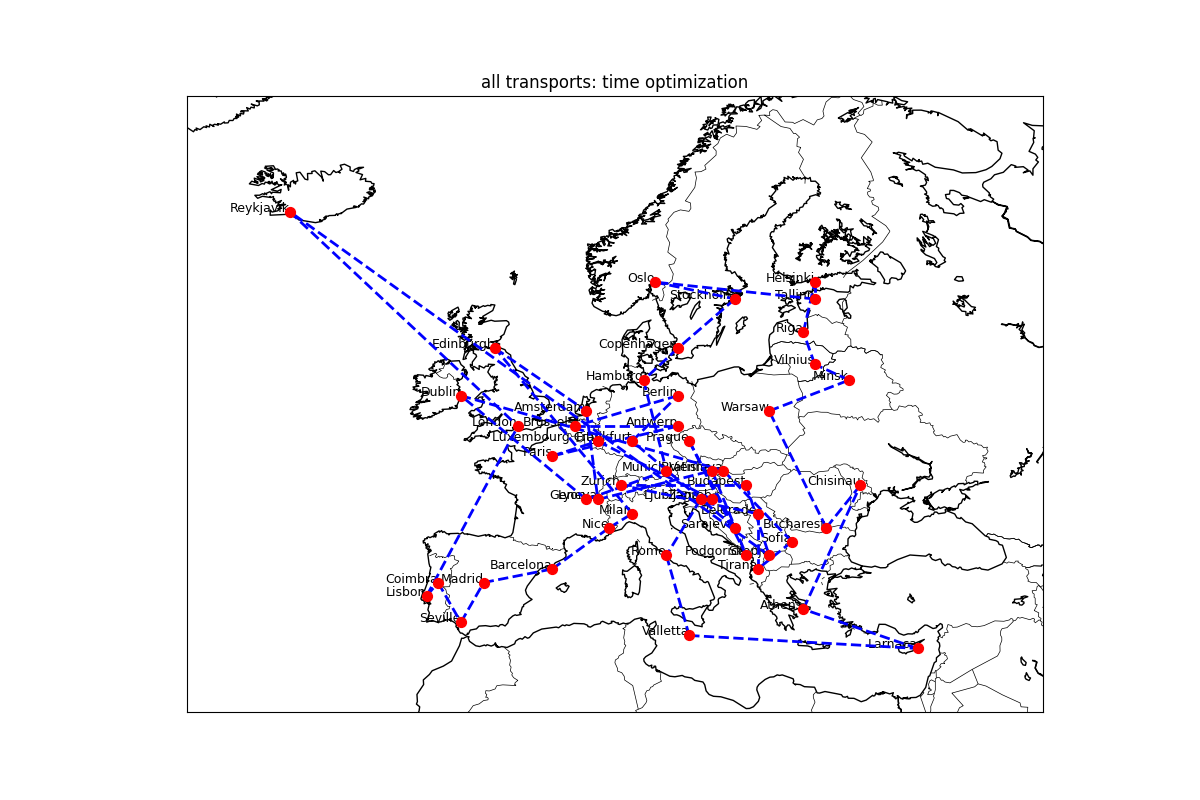 all transports: time optimization
Reykjavik
Oslo
Helsinki
Stockholm
Tallinn
Riga
Edinburgh
Copenhagen
Vilnius
Minsk
Hamburg
Dublin
Berlin
Amsterdam
Warsaw
London
Brussels
Antwerp
Luxembourg
Frankfurt
Prague
Paris
Munich
Vienna
Zurich
Budapest
Chisinau
Lyon
Ljubljana
Milan
Belgrade
Nice
Sarajevo
Bucharest
Sofia
Rome
Podgorica
Skopje
Barcelona
Tirana
Coimbra
Madrid
Lisbon
Athens
Seville
Valletta
Larnaca